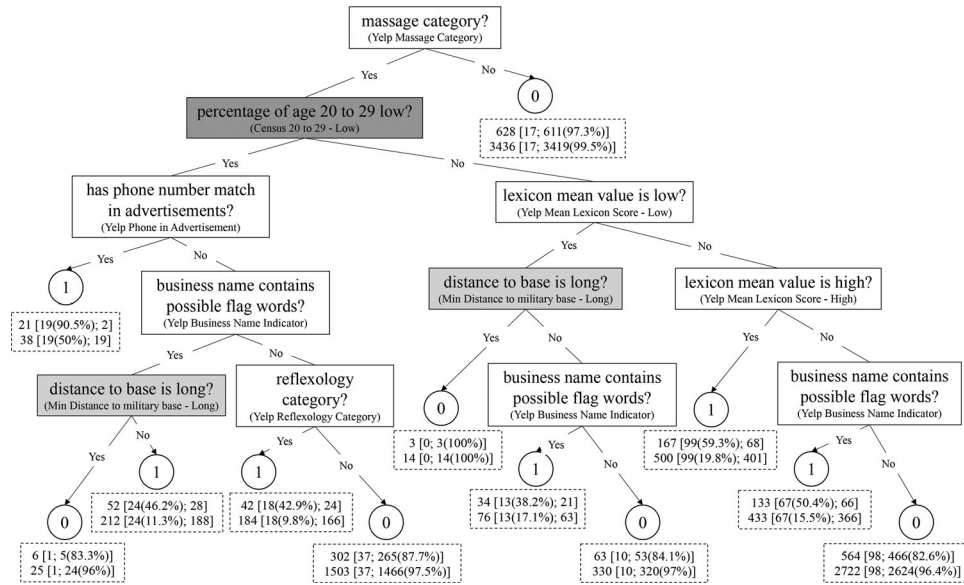 massage category?
(Yelp Massage Category)
Yes
No
percentage of age 20 to 29 low?
(Census 20 to 29 - Low)
0
628 [17; 611(97.3%)]
3436 [17; 3419(99.5%)]
Yes
No
has phone number match
in advertisements?
(Yelp Phone in Advertisement)
lexicon mean value is low?
(Yelp Mean Lexicon Score - Low)
Yes
No
Yes
No
1
21 [19(90.5%); 2]
38 [19(50%); 19]
business name contains
possible flag words?
(Yelp Business Name Indicator)
distance to base is long?
(Min Distance to military base - Long)
lexicon mean value is high?
(Yelp Mean Lexicon Score - High)
Yes
No
Yes
No
Yes
No
distance to base is long?
(Min Distance to military base - Long)
reflexology
category?
(Yelp Reflexology Category)
0
3 [0; 3(100%)]
14 [0; 14(100%)]
business name contains
possible flag words?
(Yelp Business Name Indicator)
1
167 [99(59.3%); 68]
500 [99(19.8%); 401]
business name contains
possible flag words?
(Yelp Business Name Indicator)
Yes
No
Yes
No
Yes
No
Yes
No
0
6 [1; 5(83.3%)]
25 [1; 24(96%)]
1
52 [24(46.2%); 28]
212 [24(11.3%); 188]
1
42 [18(42.9%); 24]
184 [18(9.8%); 166]
0
302 [37; 265(87.7%)]
1503 [37; 1466(97.5%)]
1
34 [13(38.2%); 21]
76 [13(17.1%); 63]
0
63 [10; 53(84.1%)]
330 [10; 320(97%)]
1
133 [67(50.4%); 66]
433 [67(15.5%); 366]
0
564 [98; 466(82.6%)]
2722 [98; 2624(96.4%)]